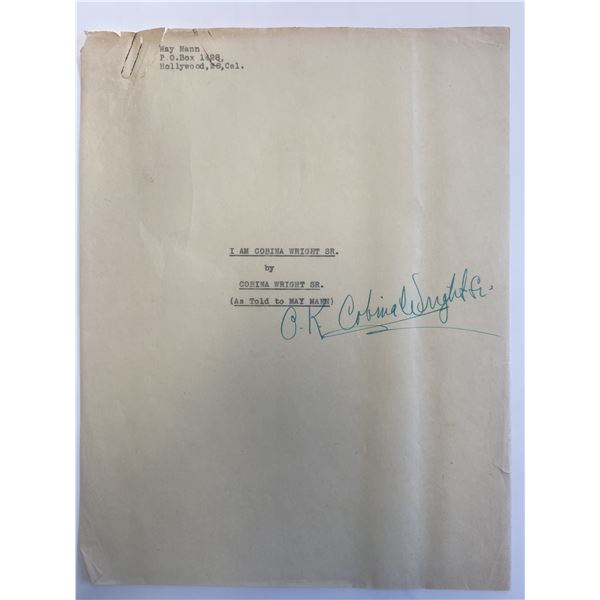 May Mann
P.O.Box 1428,
Hollywood,28,Cal.
I AM COBINA WRIGHT SR.
by
COBINA WRIGHT SR.
(As Told to MAY MANN)
O.K. Cobina Wright Sr.